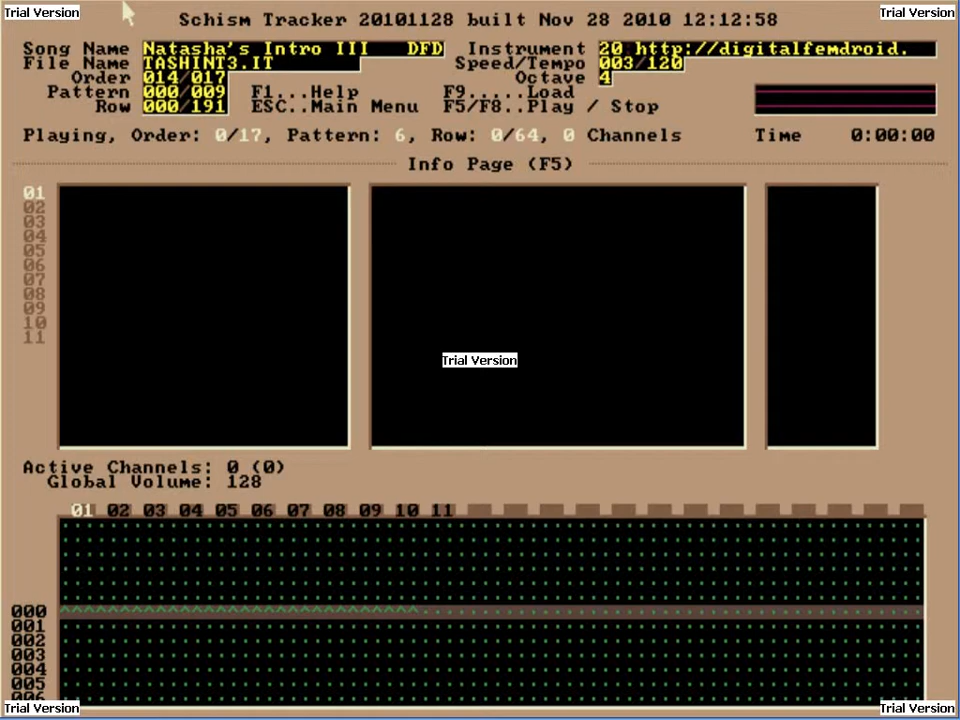 Trial Version
Trial Version
Schism Tracker 20101128 built Nov 28 2010 12:12:58
Song Name Natasha's Intro III DFD Instrument 20 http://digitalfemdroid.
File Name TASHINT3.IT Speed/Tempo 003/120
Order 014/017 Octave 4
Pattern 000/009 F1...Help F9.....Load
Row 000/191 ESC..Main Menu F5/F8..Play / Stop
Playing, Order: 0/17, Pattern: 6, Row: 0/64, 0 Channels Time 0:00:00
Info Page (F5)
01
02
03
04
05
06
07
08
09
10
11
Trial Version
Active Channels: 0 (0)
Global Volume: 128
01 02 03 04 05 06 07 08 09 10 11
000
001
002
003
004
005
006
Trial Version
Trial Version